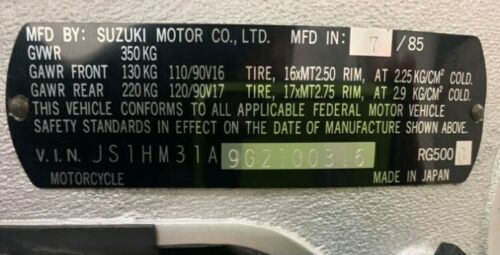 MFD BY: SUZUKI MOTOR CO., LTD. MFD IN: 7 /85
GVWR 350 KG
GAWR FRONT 130 KG 110/90V16 TIRE, 16xMT2.50 RIM, AT 2.25 KG/CM² COLD.
GAWR REAR 220 KG 120/90V17 TIRE, 17xMT2.75 RIM, AT 2.9 KG/CM² COLD.
THIS VEHICLE CONFORMS TO ALL APPLICABLE FEDERAL MOTOR VEHICLE
SAFETY STANDARDS IN EFFECT ON THE DATE OF MANUFACTURE SHOWN ABOVE.
V.I.N. JS1HM31A9G2100316 RG500
MOTORCYCLE MADE IN JAPAN